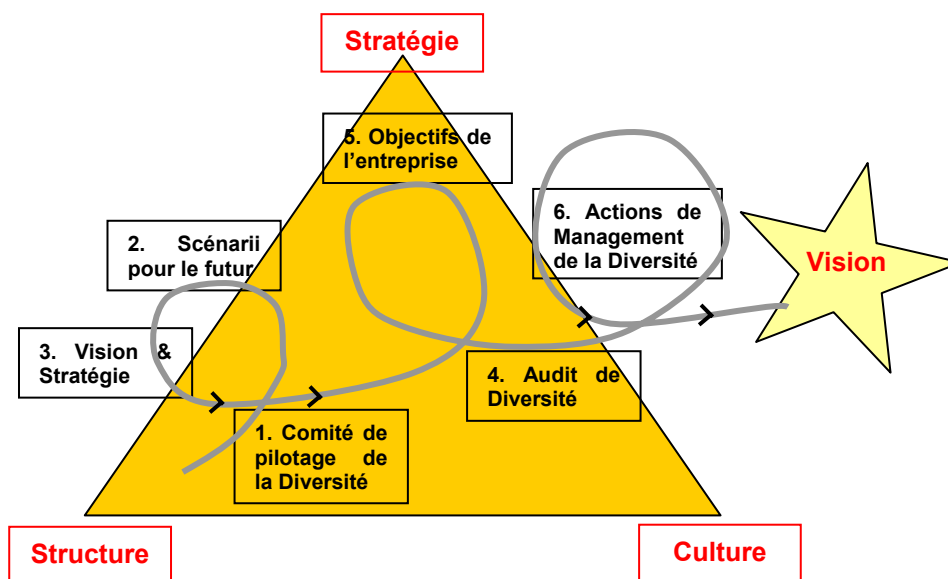 Stratégie
5. Objectifs de
l'entreprise
6. Actions de
Management
de la Diversité
2. Scénarii
pour le futur
Vision
3. Vision &
Stratégie
4. Audit de
Diversité
1. Comité de
pilotage de
la Diversité
Structure
Culture